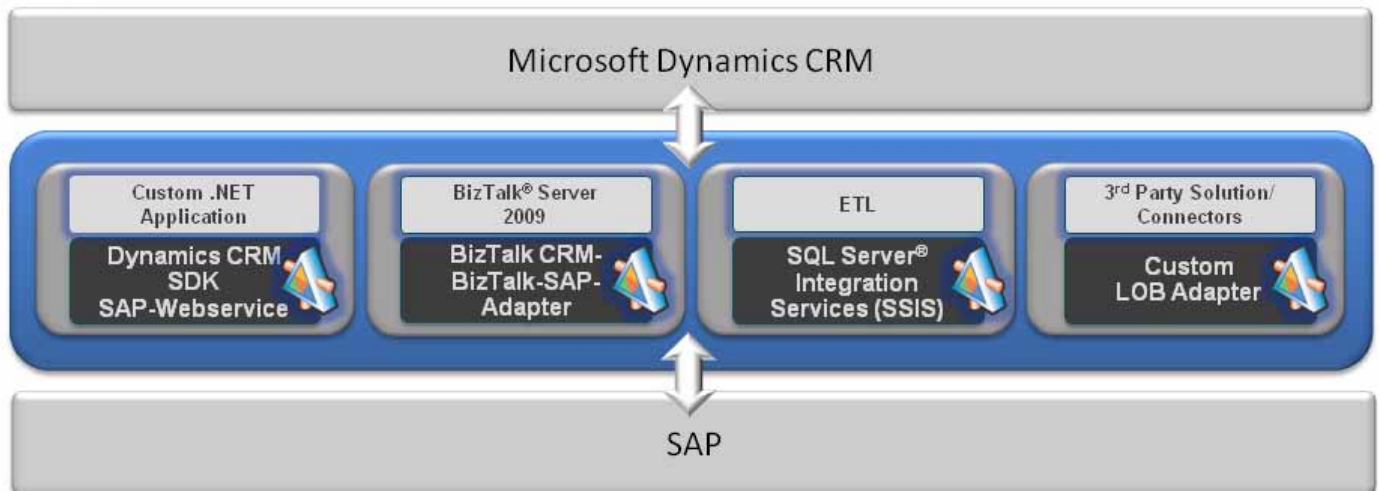 Microsoft Dynamics CRM
Custom .NET
Application
Dynamics CRM
SDK
SAP-Webservice
BizTalk® Server
2009
BizTalk CRM-
BizTalk-SAP-
Adapter
ETL
SQL Server®
Integration
Services (SSIS)
3rd Party Solution/
Connectors
Custom
LOB Adapter
SAP